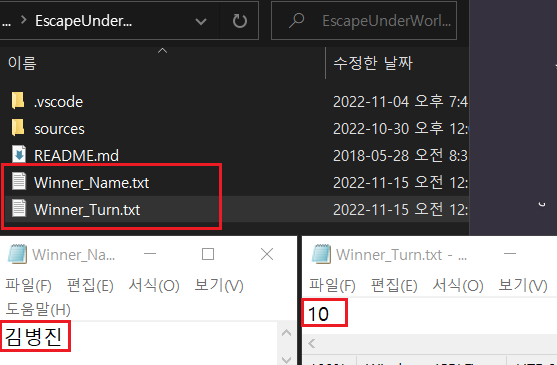 ... > EscapeUnder...
EscapeUnderWorl...
이름
수정한 날짜
.vscode
2022-11-04 오후 7:4
sources
2022-10-30 오후 12:
README.md
2018-05-28 오전 8:3
Winner_Name.txt
2022-11-15 오전 12:
Winner_Turn.txt
2022-11-15 오전 12:
Winner_Na...
파일(F) 편집(E) 서식(O) 보기(V)
도움말(H)
김병진
Winner_Turn.txt - ...
파일(F) 편집(E) 서식(O) 보기(V)
10